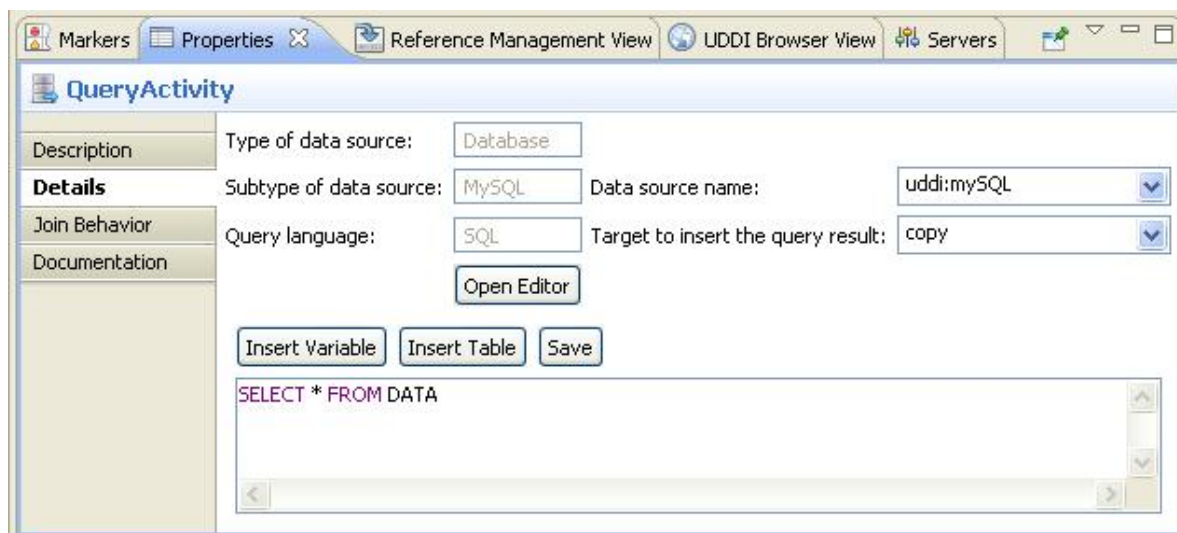 Markers Properties Reference Management View UDDI Browser View Servers
QueryActivity
Description
Details
Join Behavior
Documentation
Type of data source: Database
Subtype of data source: MySQL Data source name: uddi:mySQL
Query language: SQL Target to insert the query result: copy
Open Editor
Insert Variable Insert Table Save
SELECT * FROM DATA